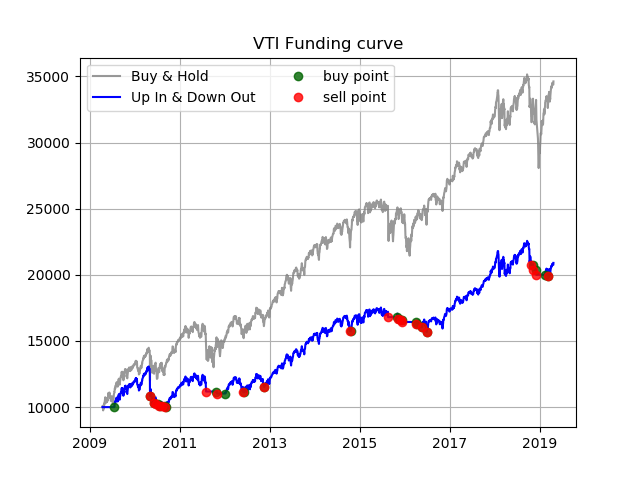 VTI Funding curve
Buy & Hold
Up In & Down Out
buy point
sell point
35000
30000
25000
20000
15000
10000
2009 2011 2013 2015 2017 2019